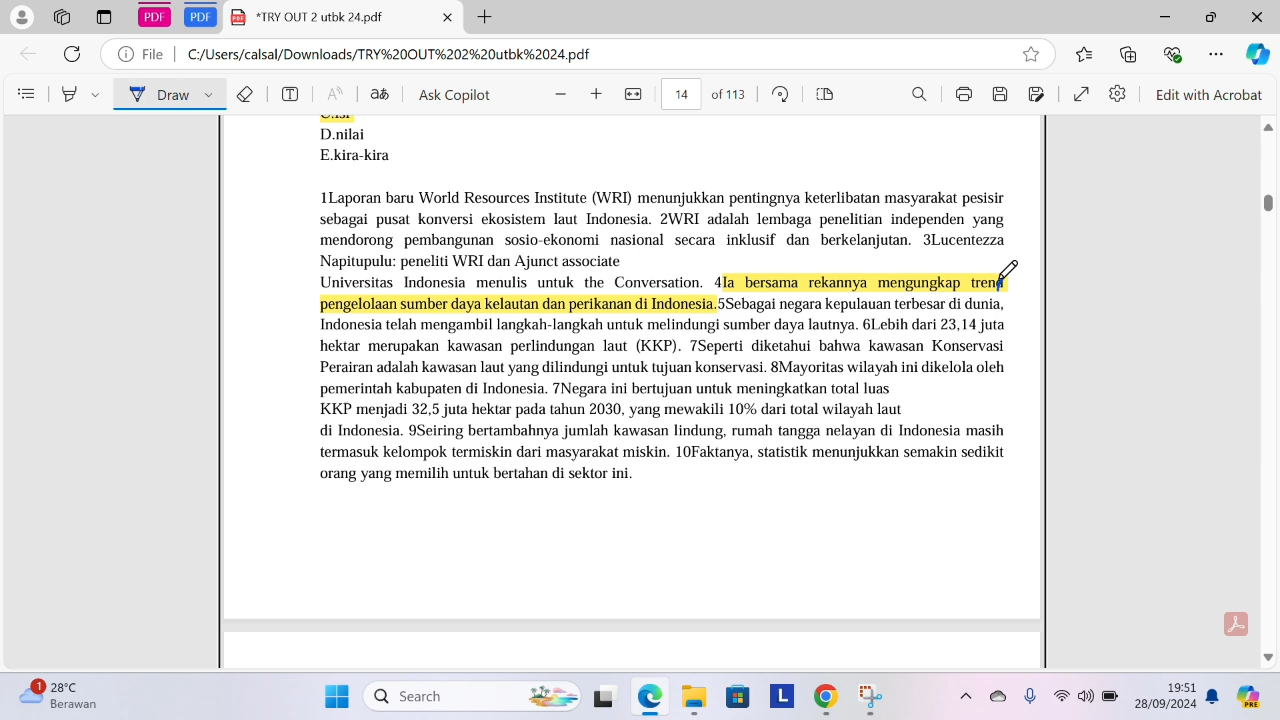 PDF
PDF
*TRY OUT 2 utbk 24.pdf
File
C:/Users/calsal/Downloads/TRY%20OUT%202%20utbk%2024.pdf
Draw
Ask Copilot
14
of 113
Edit with Acrobat
C.isi
D.nilai
E.kira-kira
1Laporan baru World Resources Institute (WRI) menunjukkan pentingnya keterlibatan masyarakat pesisir
sebagai pusat konversi ekosistem laut Indonesia. 2WRI adalah lembaga penelitian independen yang
mendorong pembangunan sosio-ekonomi nasional secara inklusif dan berkelanjutan. 3Lucentezza
Napitupulu: peneliti WRI dan Ajunct associate
Universitas Indonesia menulis untuk the Conversation. 4Ia bersama rekannya mengungkap trend
pengelolaan sumber daya kelautan dan perikanan di Indonesia.5Sebagai negara kepulauan terbesar di dunia,
Indonesia telah mengambil langkah-langkah untuk melindungi sumber daya lautnya. 6Lebih dari 23,14 juta
hektar merupakan kawasan perlindungan laut (KKP). 7Seperti diketahui bahwa kawasan Konservasi
Perairan adalah kawasan laut yang dilindungi untuk tujuan konservasi. 8Mayoritas wilayah ini dikelola oleh
pemerintah kabupaten di Indonesia. 7Negara ini bertujuan untuk meningkatkan total luas
KKP menjadi 32,5 juta hektar pada tahun 2030, yang mewakili 10% dari total wilayah laut
di Indonesia. 9Seiring bertambahnya jumlah kawasan lindung, rumah tangga nelayan di Indonesia masih
termasuk kelompok termiskin dari masyarakat miskin. 10Faktanya, statistik menunjukkan semakin sedikit
orang yang memilih untuk bertahan di sektor ini.
1
28°C
Berawan
Search
L
19:51
28/09/2024
PRE